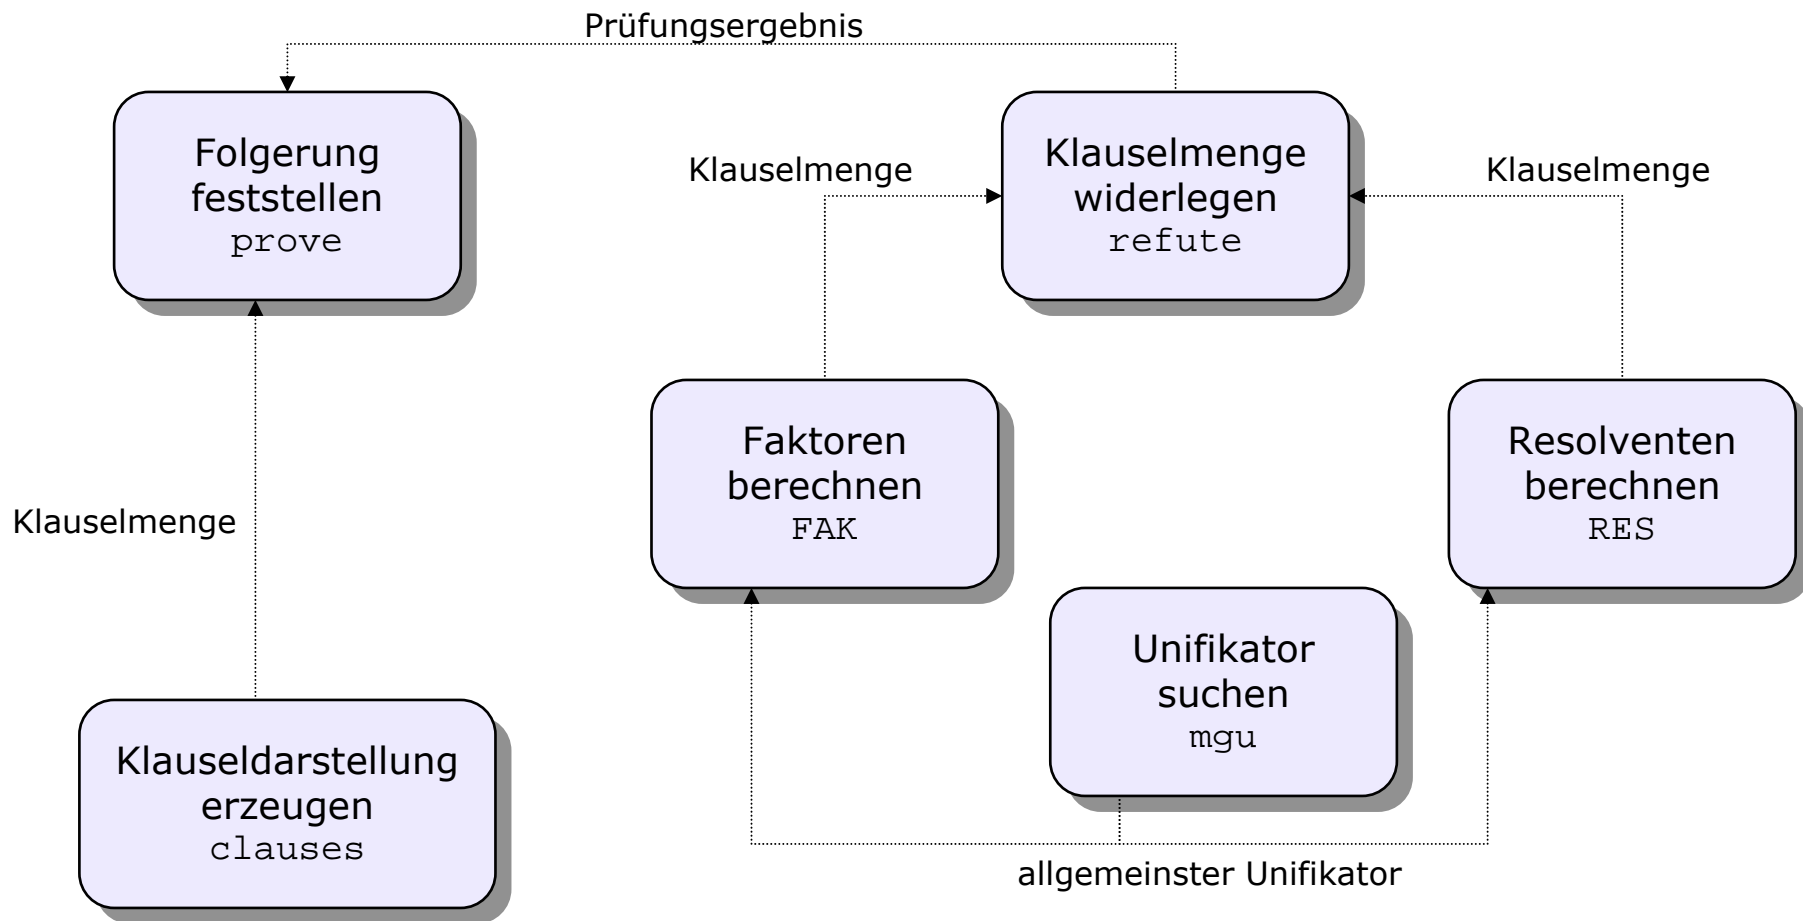 Prüfungsergebnis
Folgerung
feststellen
prove
Klauselmenge
Klauselmenge
widerlegen
refute
Klauselmenge
Faktoren
berechnen
FAK
Resolventen
berechnen
RES
Klauselmenge
Unifikator
suchen
mgu
Klauseldarstellung
erzeugen
clauses
allgemeinster Unifikator